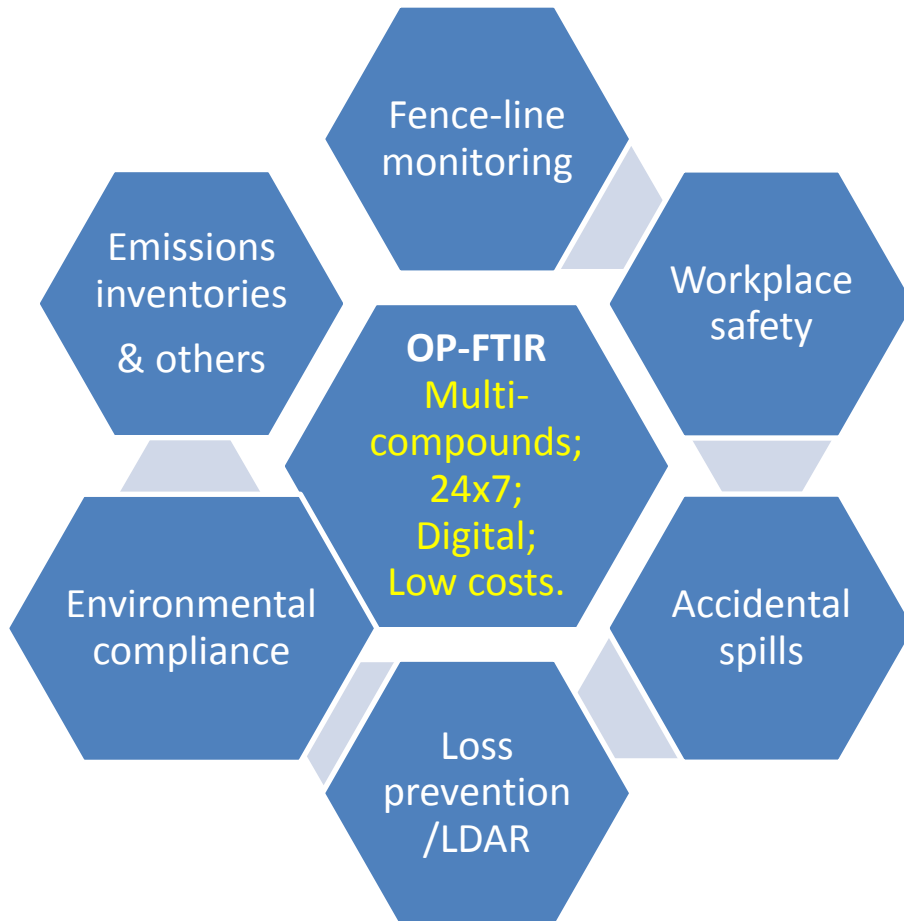 Fence-line
monitoring
Workplace
safety
Accidental
spills
Loss
prevention
/LDAR
Environmental
compliance
Emissions
inventories
& others
OP-FTIR
Multi-
compounds;
24x7;
Digital;
Low costs.